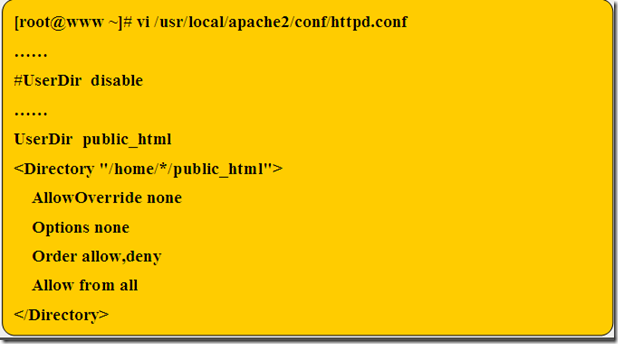 [root@www ~]# vi /usr/local/apache2/conf/httpd.conf
……
#UserDir  disable
……
UserDir  public_html
<Directory "/home/*/public_html">
    AllowOverride none
    Options none
    Order allow,deny
    Allow from all
</Directory>